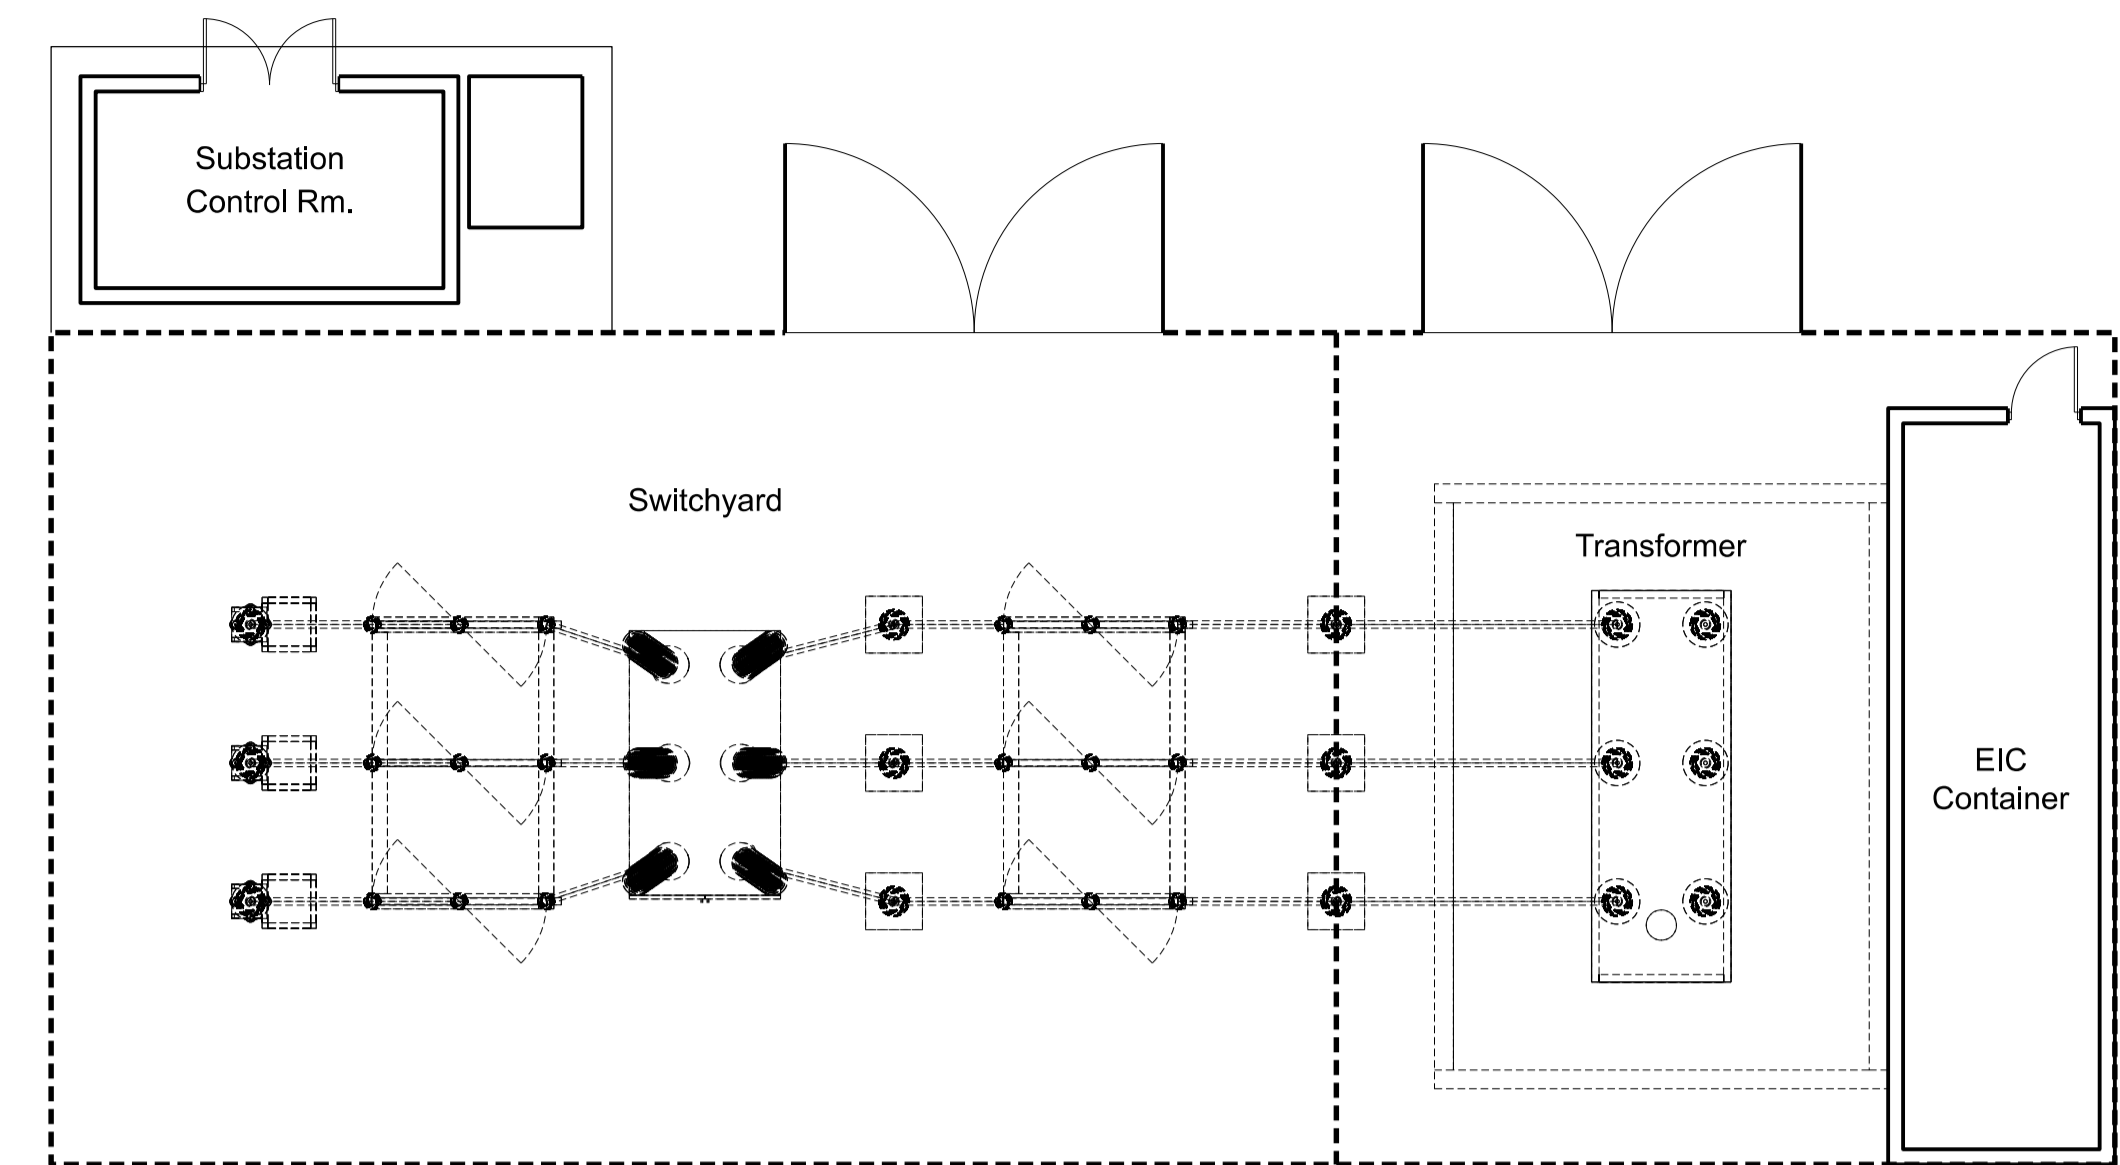 Substation
Control Rm.
Switchyard
Transformer
EIC
Container